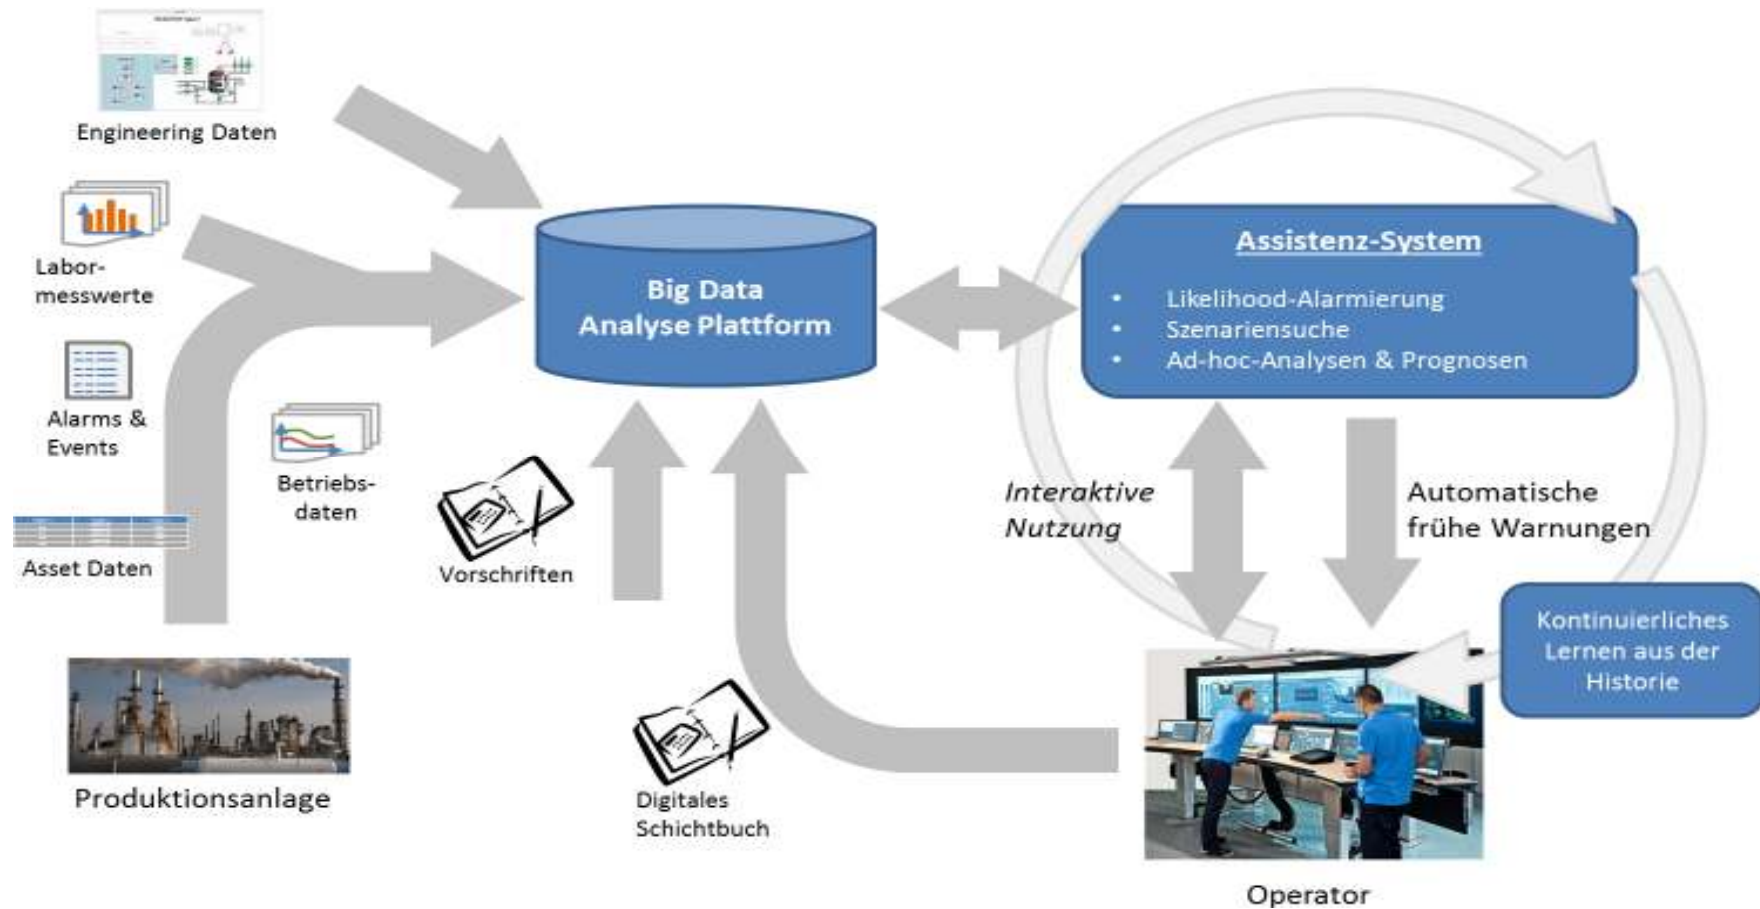 Engineering Daten
Labor-
messwerte
Alarms &
Events
Betriebs-
daten
Asset Daten
Produktionsanlage
Vorschriften
Digitales
Schichtbuch
Big Data
Analyse Plattform
Assistenz-System
• Likelihood-Alarmierung
• Szenariensuche
• Ad-hoc-Analysen & Prognosen
Interaktive
Nutzung
Automatische
frühe Warnungen
Kontinuierliches
Lernen aus der
Historie
Operator